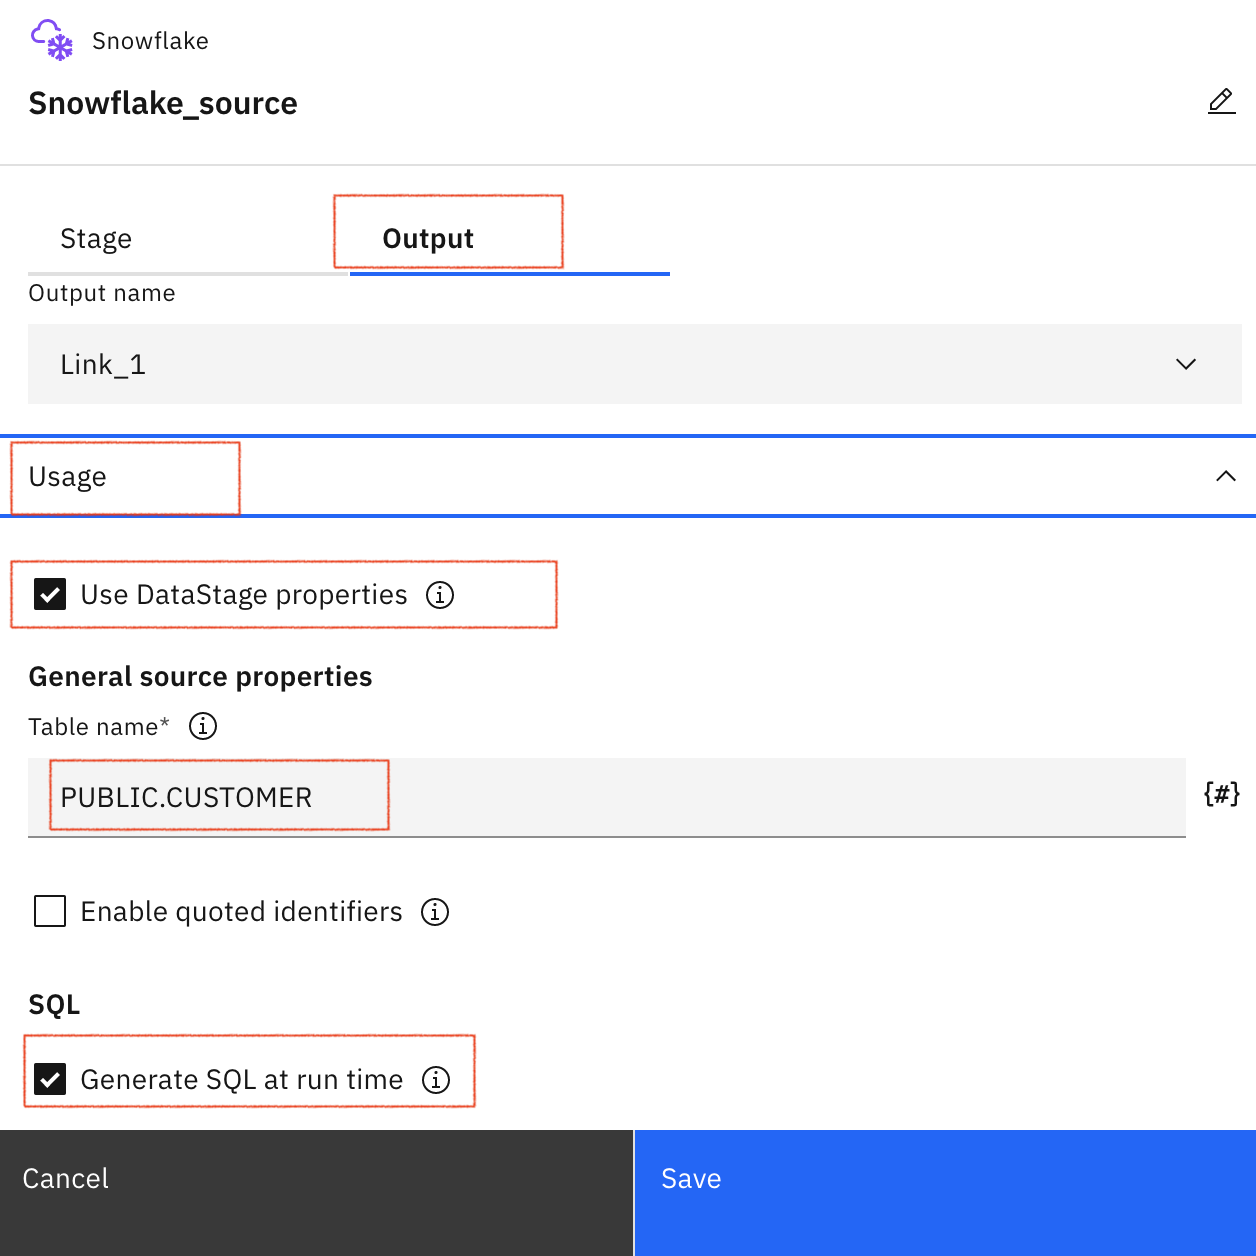 Snowflake
Snowflake_source
Stage Output
Output name
Link_1
Usage
Use DataStage properties
General source properties
Table name*
PUBLIC.CUSTOMER
{#}
Enable quoted identifiers
SQL
Generate SQL at run time
Cancel Save